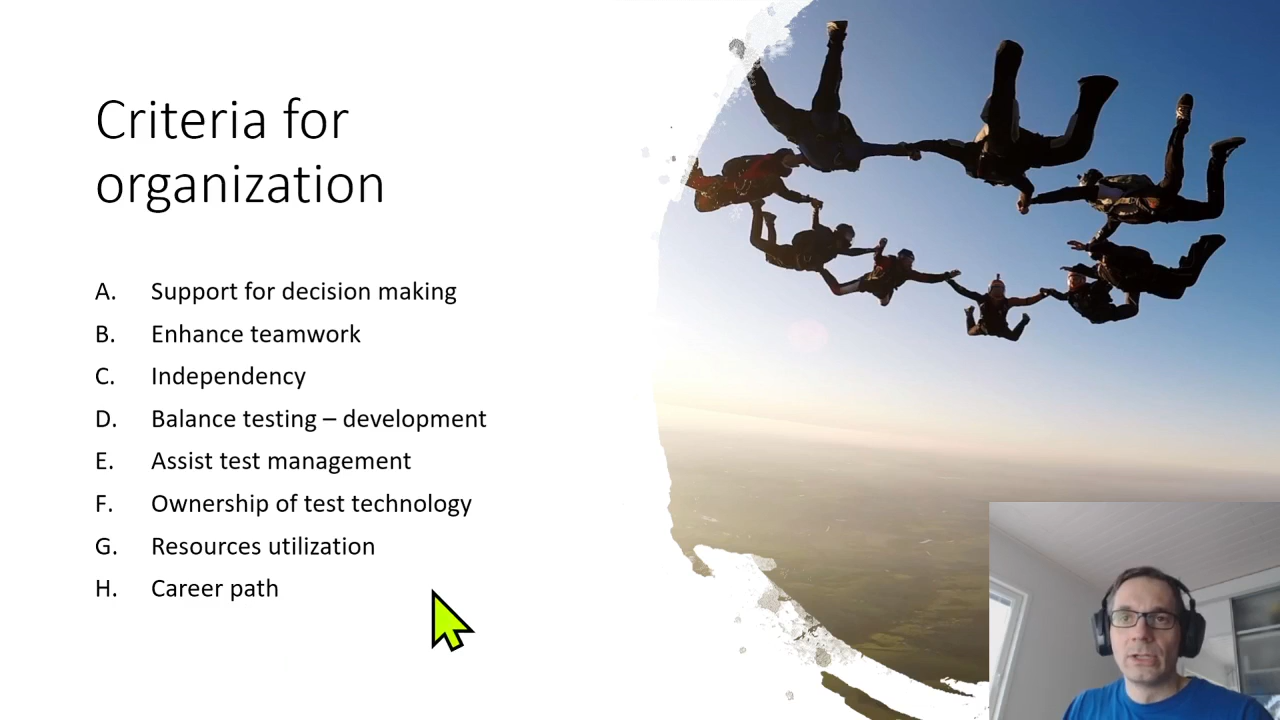 Criteria for
organization
A. Support for decision making
B. Enhance teamwork
C. Independency
D. Balance testing – development
E. Assist test management
F. Ownership of test technology
G. Resources utilization
H. Career path